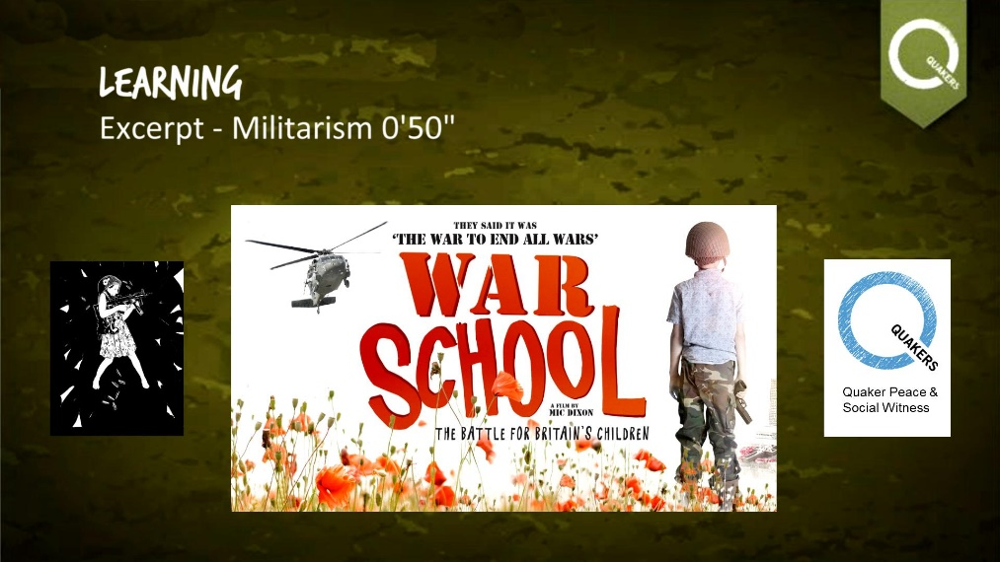 LEARNING
Excerpt - Militarism 0'50"
QUAKERS
THEY SAID IT WAS
‘THE WAR TO END ALL WARS’
WAR
SCHOOL
A FILM BY
MIC DIXON
THE BATTLE FOR BRITAIN'S CHILDREN
QUAKERS
Quaker Peace &
Social Witness